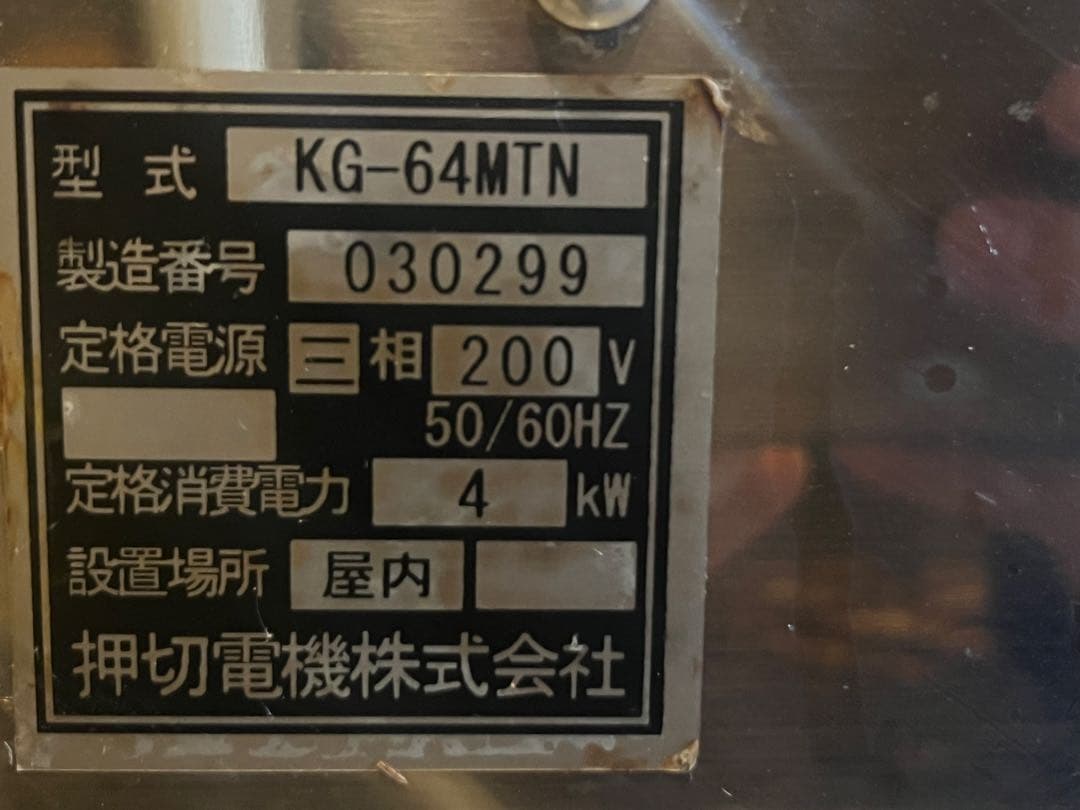 型式 KG-64MTN
製造番号 030299
定格電源 三相 200 V
50/60HZ
定格消費電力 4 kW
設置場所 屋内
押切電機株式会社